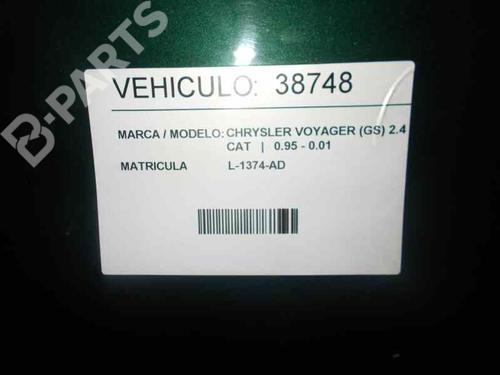 VEHICULO: 38748
MARCA / MODELO: CHRYSLER VOYAGER (GS) 2.4
CAT | 0.95 - 0.01
MATRICULA L-1374-AD
B-PARTS